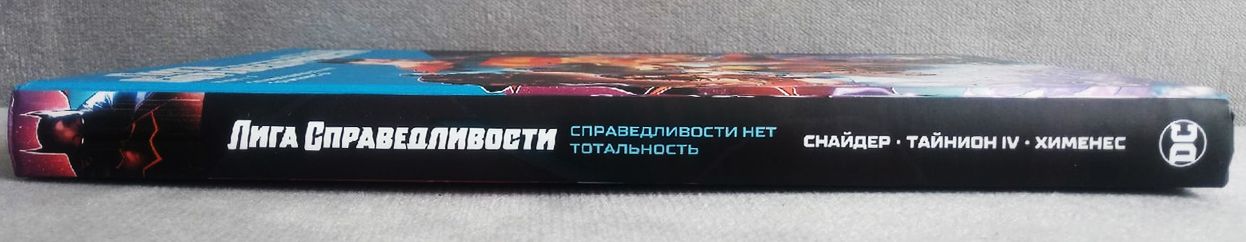 Лига Справедливости
СПРАВЕДЛИВОСТИ НЕТ
ТОТАЛЬНОСТЬ
СНАЙДЕР · ТАЙНИОН IV · ХИМЕНЕС
DC